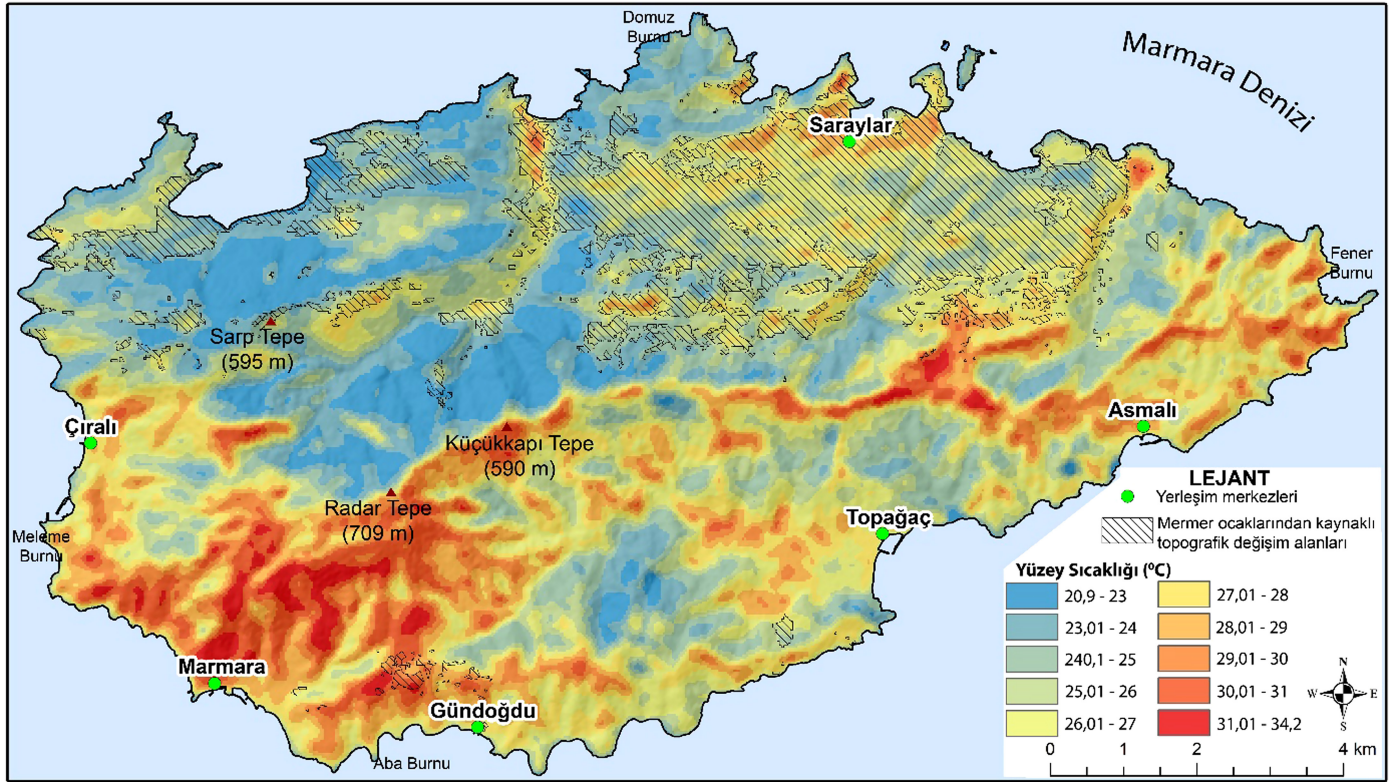 Domuz
Burnu
Marmara Denizi
Saraylar
Fener
Burnu
Sarp Tepe
(595 m)
Çıralı
Asmalı
Küçükkapı Tepe
(590 m)
Radar Tepe
(709 m)
Topağaç
Meleme
Burnu
Marmara
Gündoğdu
Aba Burnu
LEJANT
Yerleşim merkezleri
Mermer ocaklarından kaynaklı
topografik değişim alanları
Yüzey Sıcaklığı (ºC)
20,9 - 23
23,01 - 24
240,1 - 25
25,01 - 26
26,01 - 27
27,01 - 28
28,01 - 29
29,01 - 30
30,01 - 31
31,01 - 34,2
N
W E
S
0 1 2 4 km